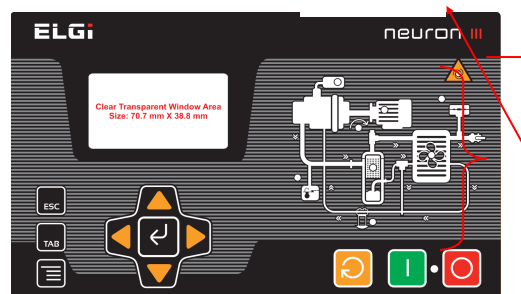 ELGi
neuron III
Clear Transparent Window Area
Size: 70.7 mm X 38.8 mm
ESC
TAB